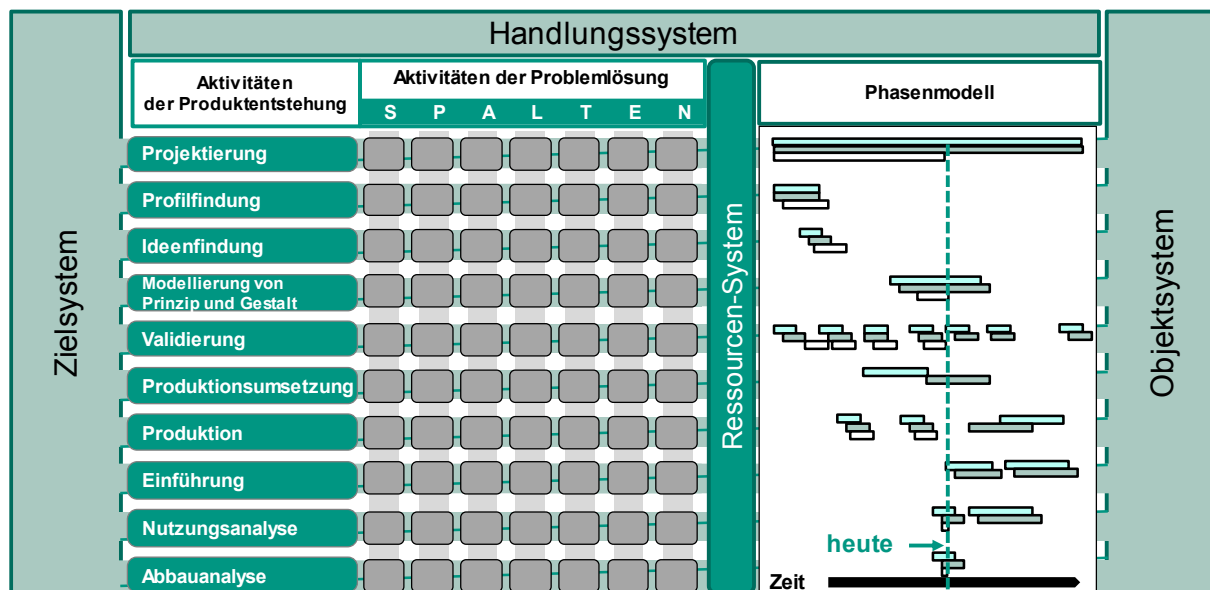 Handlungssystem
Zielsystem
Aktivitäten
der Produktentstehung
Aktivitäten der Problemlösung
S P A L T E N
Ressourcen-System
Phasenmodell
Objektsystem
Projektierung
Profilfindung
Ideenfindung
Modellierung von
Prinzip und Gestalt
Validierung
Produktionsumsetzung
Produktion
Einführung
Nutzungsanalyse
Abbauanalyse
heute
Zeit